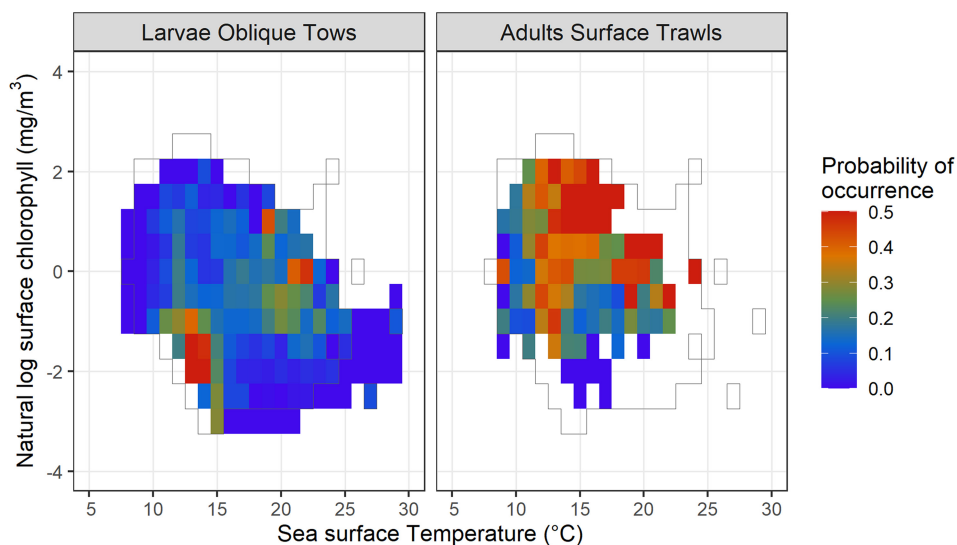 Larvae Oblique Tows
Adults Surface Trawls
Natural log surface chlorophyll (mg/m³)
4
2
0
-2
-4
5 10 15 20 25 30
5 10 15 20 25 30
Sea surface Temperature (°C)
Probability of
occurrence
0.5
0.4
0.3
0.2
0.1
0.0